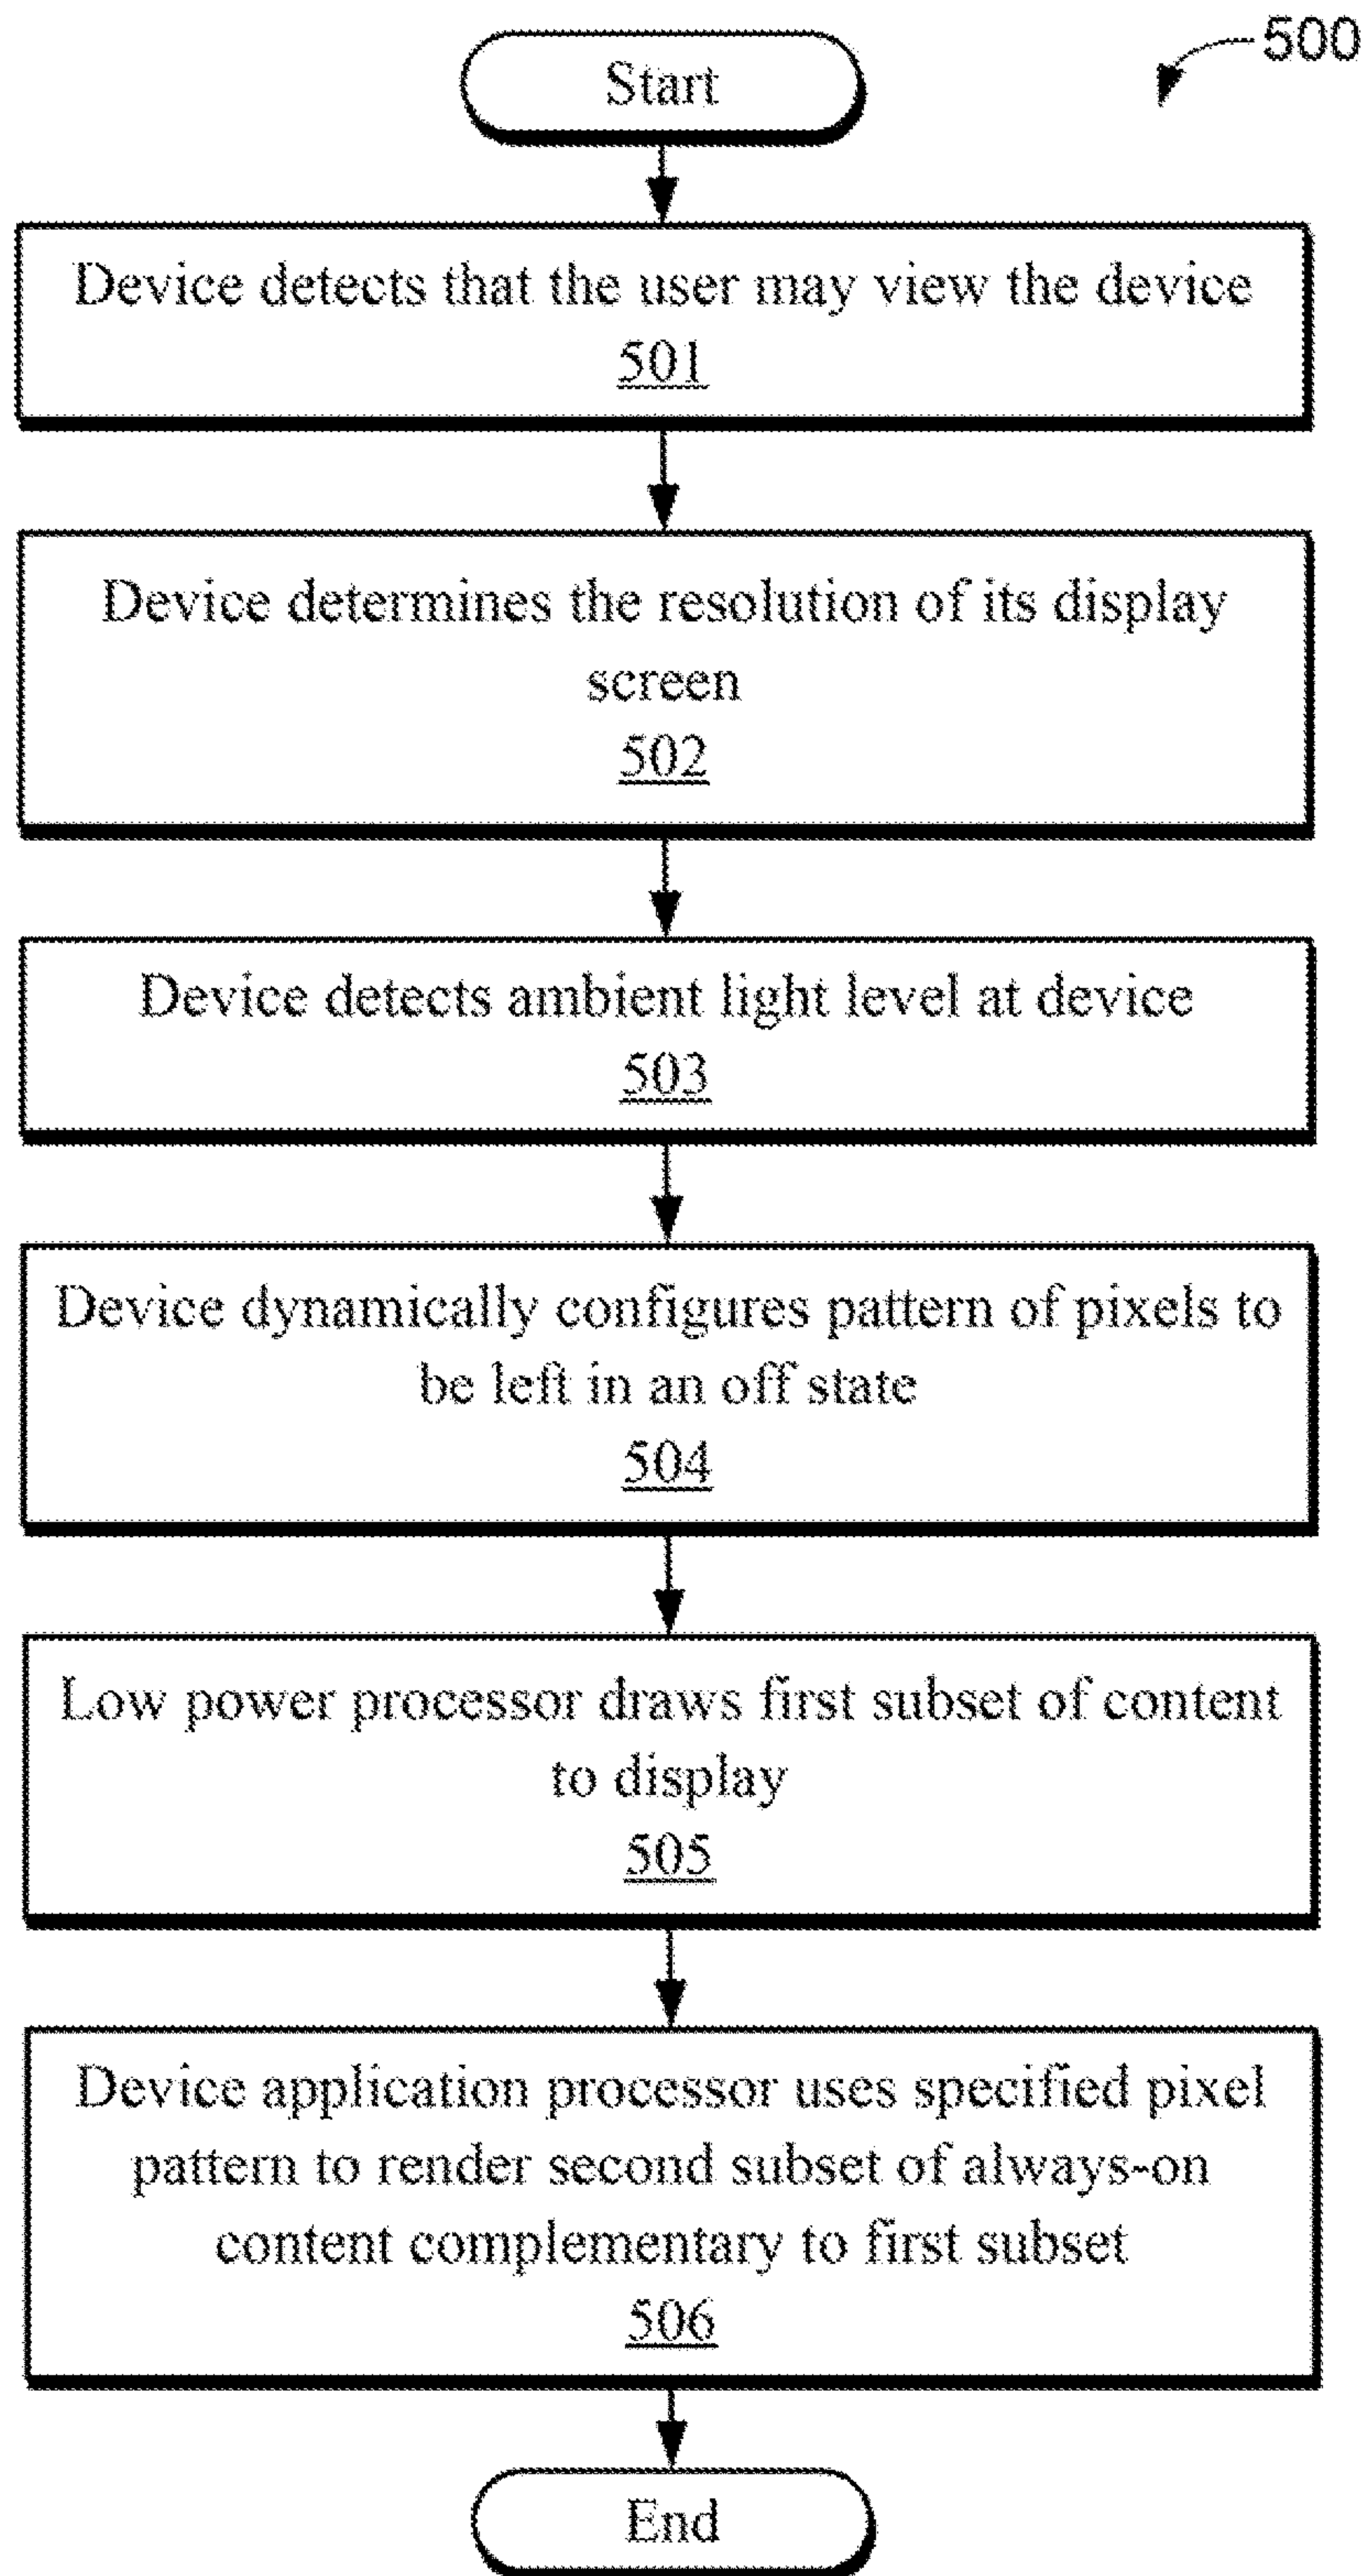 500
Start
Device detects that the user may view the device
501
Device determines the resolution of its display
screen
502
Device detects ambient light level at device
503
Device dynamically configures pattern of pixels to
be left in an off state
504
Low power processor draws first subset of content
to display
505
Device application processor uses specified pixel
pattern to render second subset of always-on
content complementary to first subset
506
End